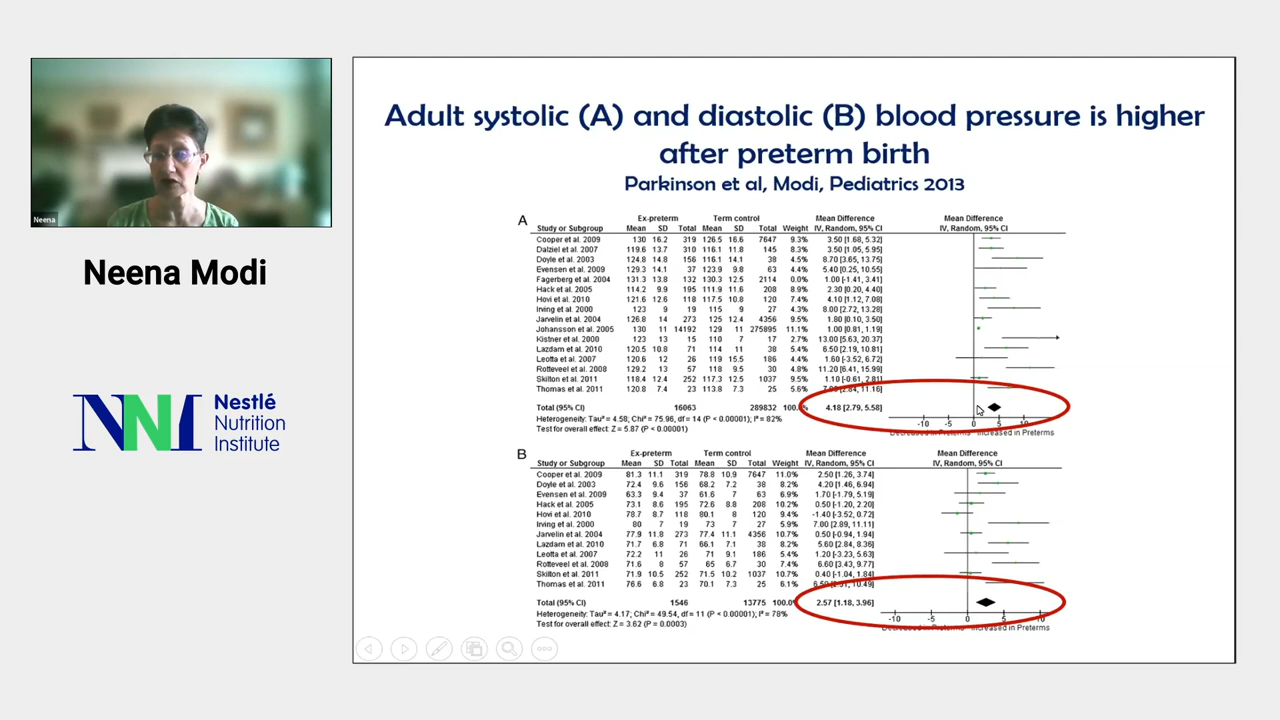 Neena
Neena Modi
NNI
Nestlé
Nutrition
Institute
Adult systolic (A) and diastolic (B) blood pressure is higher
after preterm birth
Parkinson et al, Modi, Pediatrics 2013
A
Ex-preterm Term control Mean Difference Mean Difference
Study or Subgroup Mean SD Total Mean SD Total Weight IV, Random, 95% CI IV, Random, 95% CI
Cooper et al. 2009 130 16.2 319 126.5 16.6 7647 9.3% 3.50 [1.68, 5.32]
Dalziel et al. 2007 119.6 13.7 310 116.1 11.8 145 8.3% 3.50 [1.05, 5.95]
Doyle et al. 2003 124.8 14.8 156 116.1 14.1 38 4.6% 8.70 [3.65, 13.75]
Evensen et al. 2009 129.3 14.1 37 123.9 9.8 63 4.5% 5.40 [0.25, 10.55]
Fagerberg et al. 2004 131.3 13.8 132 130.3 12.5 2114 8.4% 1.00 [-1.41, 3.41]
Hack et al. 2005 114.2 9.9 195 111.9 11.6 208 8.9% 2.30 [0.20, 4.40]
Hovi et al. 2010 121.6 12.6 118 117.5 10.8 120 7.4% 4.10 [1.12, 7.08]
Irving et al. 2000 123 9 19 115 9 27 4.4% 8.00 [2.72, 13.28]
Jarvelin et al. 2004 126.8 14 273 125 12.4 4356 9.5% 1.80 [0.10, 3.50]
Johansson et al. 2005 130 11 14192 129 11 275895 11.1% 1.00 [0.81, 1.19]
Kistner et al. 2000 123 13 15 110 7 17 2.7% 13.00 [5.63, 20.37]
Lazdam et al. 2010 120.5 10.8 71 114 11 38 5.4% 6.50 [2.19, 10.81]
Leotta et al. 2007 120.6 12 26 119 15.5 186 4.5% 1.60 [-3.52, 6.72]
Rotteveel et al. 2008 129.2 13 57 118 9.5 30 4.9% 11.20 [6.41, 15.99]
Skilton et al. 2011 118.4 12.4 252 117.3 12.5 1037 9.5% 1.10 [-0.61, 2.81]
Thomas et al. 2011 120.8 7.4 23 113.8 7.3 25 5.6% 7.00 [2.84, 11.16]
Total (95% CI) 16063 289832 4.18 [2.79, 5.58]
Heterogeneity: Tau² = 4.58; Chi² = 75.96, df = 14 (P < 0.00001); I² = 82%
Test for overall effect: Z = 5.87 (P < 0.00001)
-10 -5 0 5 10
Decreased in Preterms Increased in Preterms
B
Ex-preterm Term control Mean Difference Mean Difference
Study or Subgroup Mean SD Total Mean SD Total Weight IV, Random, 95% CI IV, Random, 95% CI
Cooper et al. 2009 81.3 11.1 319 78.8 10.9 7647 11.0% 2.50 [1.26, 3.74]
Doyle et al. 2003 72.4 9.6 156 68.2 7.2 38 8.2% 4.20 [1.46, 6.94]
Evensen et al. 2009 63.3 9.4 37 61.6 7 63 6.9% 1.70 [-1.79, 5.19]
Hack et al. 2005 73.1 8.6 195 72.6 8.8 208 10.3% 0.50 [-1.20, 2.20]
Hovi et al. 2010 78.7 8.7 118 80.1 8 120 9.5% -1.40 [-3.52, 0.72]
Irving et al. 2000 80 7 19 73 7 27 5.9% 7.00 [2.89, 11.11]
Jarvelin et al. 2004 77.9 11.8 273 77.4 11.1 4356 10.7% 0.50 [-0.94, 1.94]
Lazdam et al. 2010 71.7 6.8 71 66.1 7.1 38 8.1% 5.60 [2.84, 8.36]
Leotta et al. 2007 72.2 11 26 71 9.1 186 5.4% 1.20 [-3.23, 5.63]
Rotteveel et al. 2008 71.6 8 57 65 6.7 30 7.6% 6.60 [3.43, 9.77]
Skilton et al. 2011 71.9 10.5 252 71.5 10.2 1037 10.7% 0.40 [-1.04, 1.84]
Thomas et al. 2011 76.6 6.8 23 70.1 7.3 25 6.1%
Total (95% CI) 1546 13775 100.0% 2.57 [1.18, 3.96]
Heterogeneity: Tau² = 4.17; Chi² = 49.54, df = 11 (P < 0.00001); I² = 78%
Test for overall effect: Z = 3.62 (P = 0.0003)
-10 -5 0 5 10
Decreased in Preterms Increased in Preterms